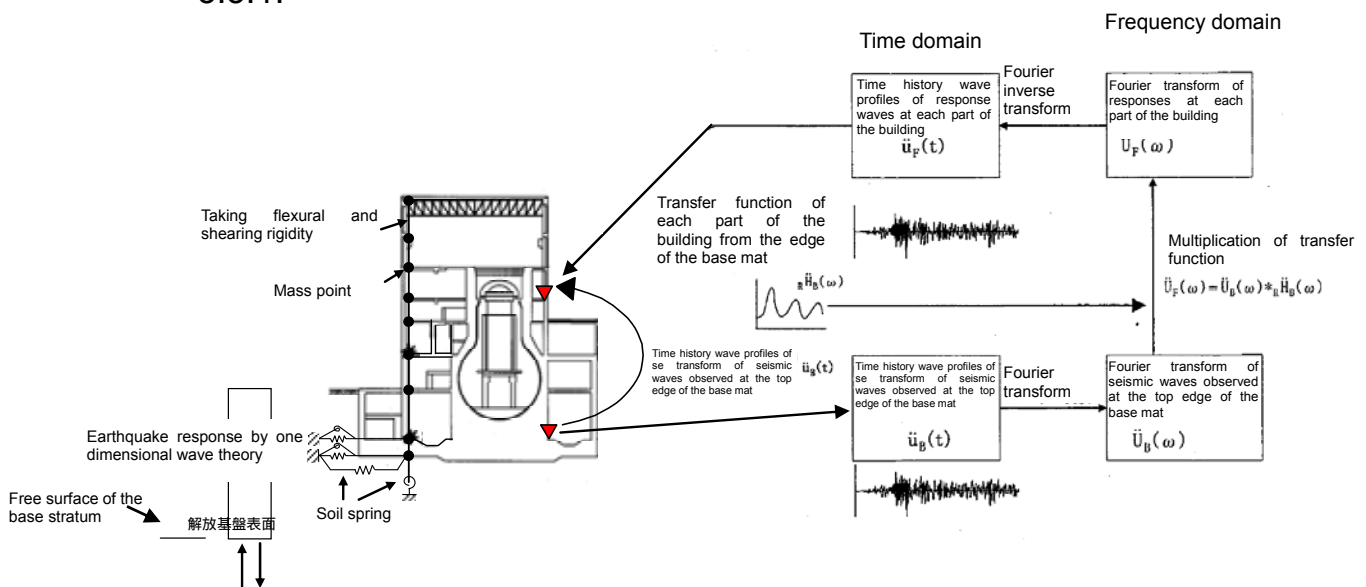 Frequency domain
Time domain
Time history wave
profiles of response
waves at each part of
the building
ü_F(t)
Fourier
inverse
transform
Fourier transform of
responses at each
part of the building
U_F(ω)
Taking flexural and
shearing rigidity
Mass point
Transfer function of
each part of the
building from the edge
of the base mat
_RḦ_B(ω)
Multiplication of transfer
function
Ü_F(ω)=Ü_B(ω)*_RḦ_B(ω)
Time history wave profiles of
se transform of seismic
waves observed at the top
edge of the base mat
ü_B(t)
Time history wave profiles of
se transform of seismic
waves observed at the top
edge of the base mat
ü_B(t)
Fourier
transform
Fourier transform of
seismic waves observed
at the top edge of the
base mat
Ü_B(ω)
Earthquake response by one
dimensional wave theory
Free surface of the
base stratum
解放基盤表面
Soil spring